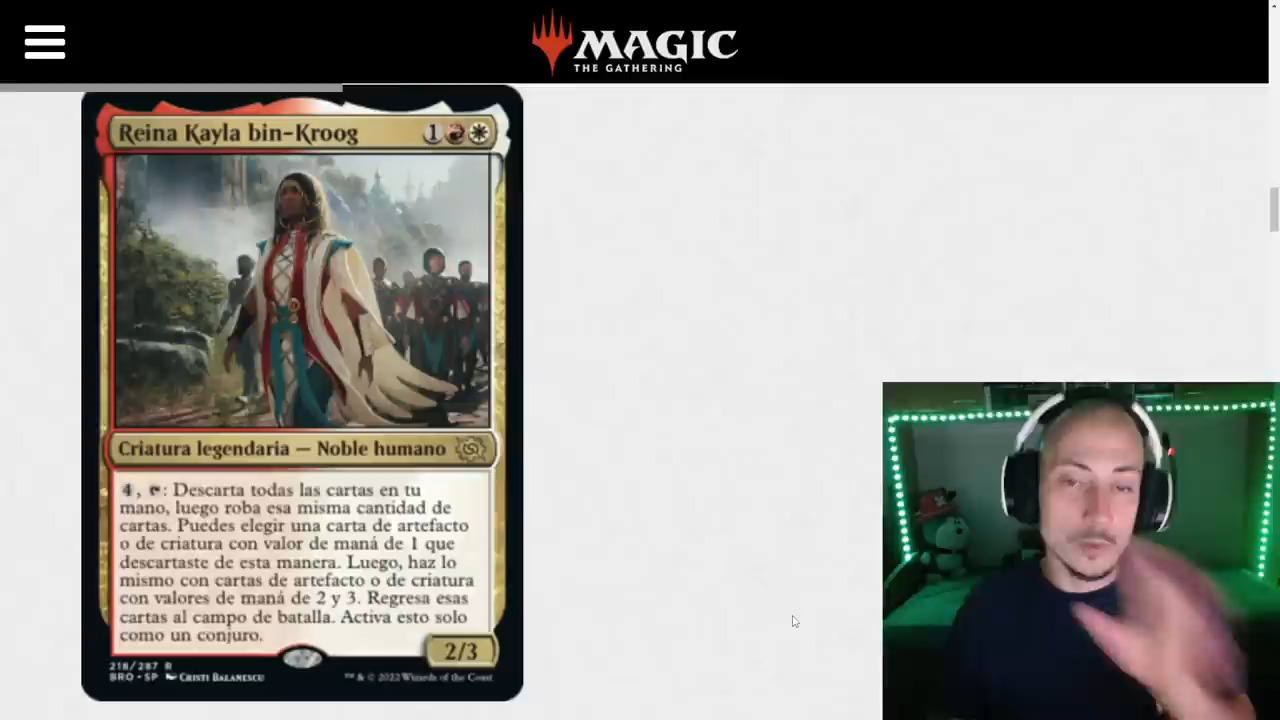 MAGIC
THE GATHERING
Reina Kayla bin-Kroog 1
Criatura legendaria — Noble humano
4, : Descarta todas las cartas en tu
mano, luego roba esa misma cantidad de
cartas. Puedes elegir una carta de artefacto
o de criatura con valor de maná de 1 que
descartaste de esta manera. Luego, haz lo
mismo con cartas de artefacto o de criatura
con valores de maná de 2 y 3. Regresa esas
cartas al campo de batalla. Activa esto solo
como un conjuro.
2/3
218/287 R
BRO • SP CRISTI BALANESCU
™ & © 2022 Wizards of the Coast